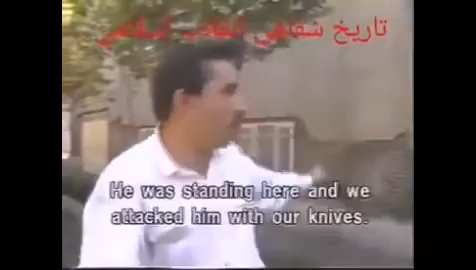 تاریخ شفاهی انقلاب اسلامی
He was standing here and we
attacked him with our knives.